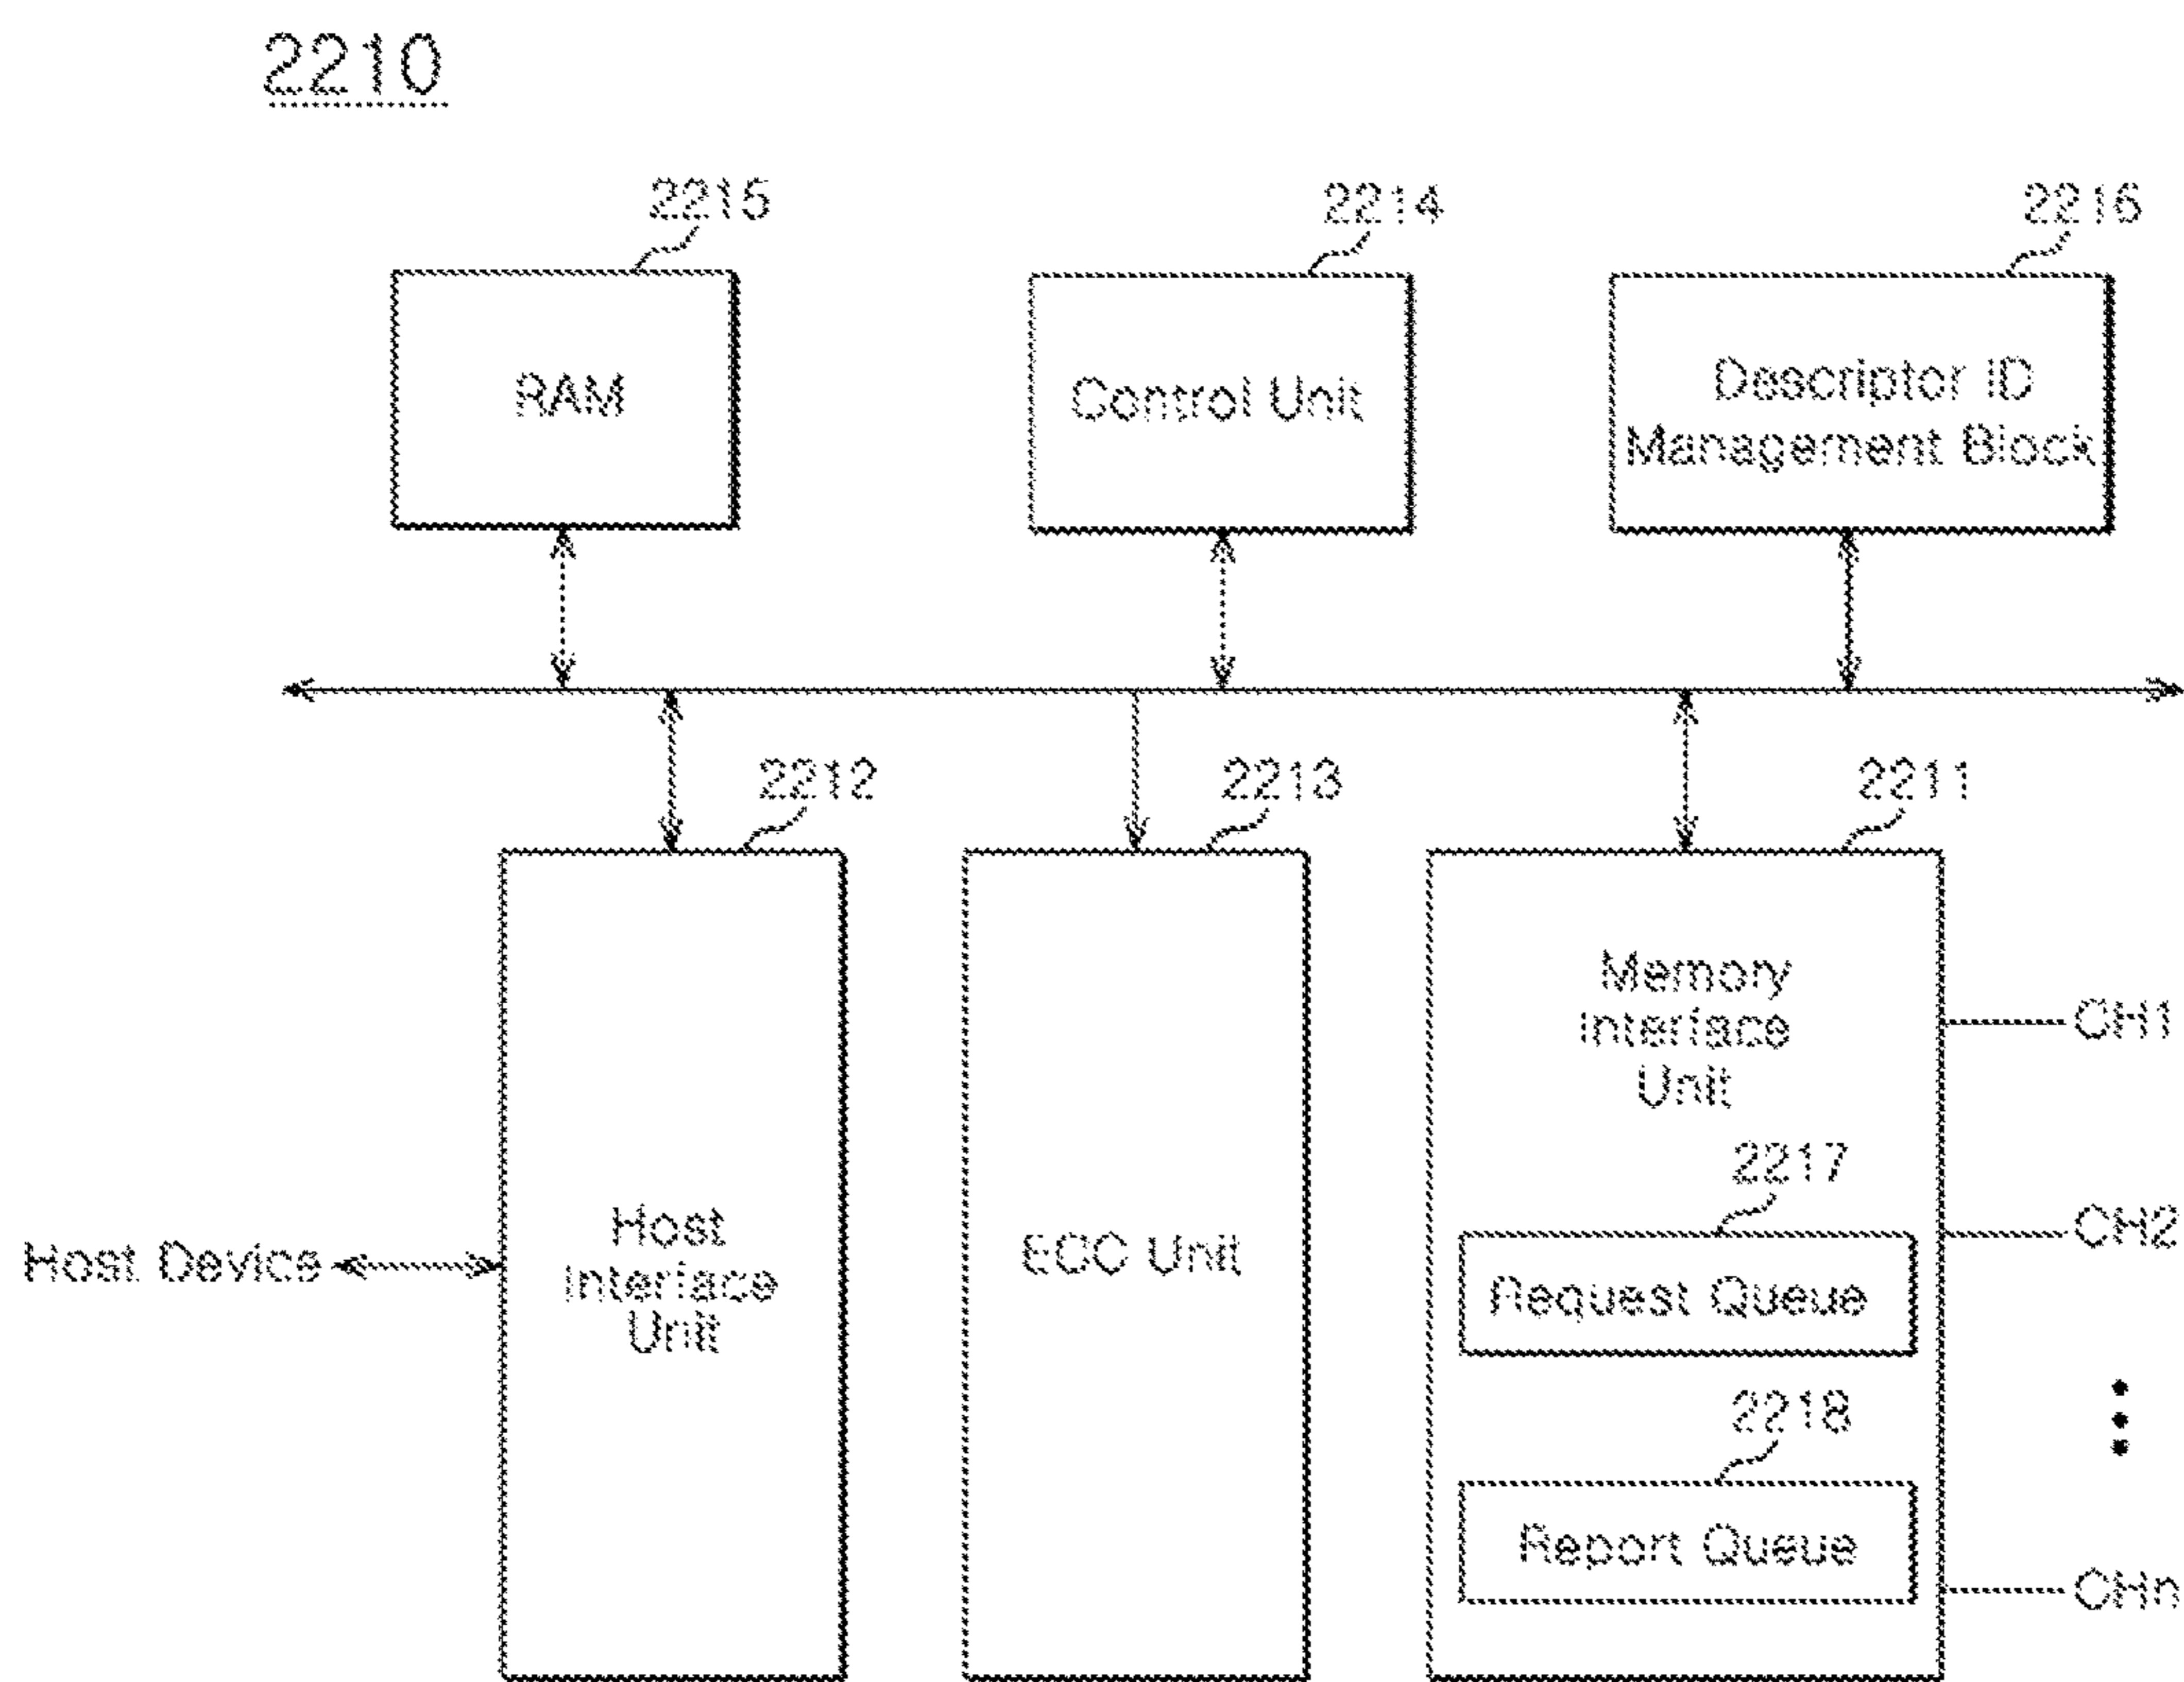 2210
2215
2214
2216
RAM
Control Unit
Descriptor ID
Management Block
2212
2213
2211
Memory
Interface
Unit
CH1
2217
Host Device
Host
Interface
Unit
ECC Unit
Request Queue
CH2
2218
Report Queue
CHn